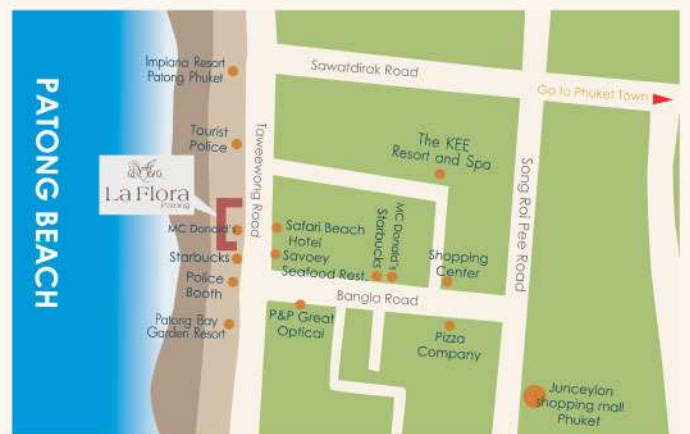 PATONG BEACH
Impiana Resort
Patong Phuket
Tourist
Police
La Flora
La Flora
Patong
MC Donald's
Starbucks
Police
Booth
Patong Bay
Garden Resort
Taweewong Road
Sawatdirok Road
Go to Phuket Town
The KEE
Resort and Spa
Song Roi Pee Road
Safari Beach
Hotel
Savoey
Seafood Rest.
MC Donald's
Starbucks
Shopping
Center
Bangla Road
P&P Great
Optical
Pizza
Company
Junceylon
shopping mall
Phuket